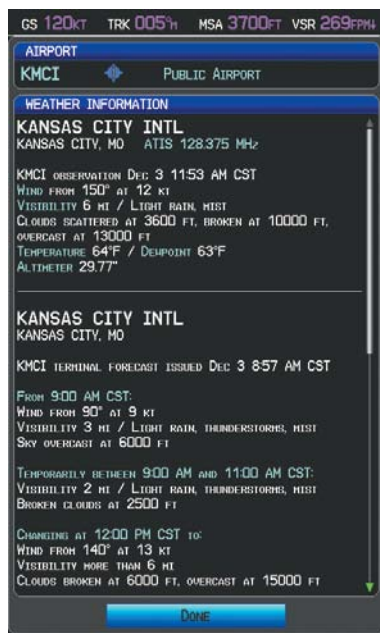 GS 120KT TRK 005°M MSA 3700FT VSR 269FPM↓
AIRPORT
KMCI PUBLIC AIRPORT
WEATHER INFORMATION
KANSAS CITY INTL
KANSAS CITY, MO ATIS 128.375 MHz
KMCI OBSERVATION DEC 3 11:53 AM CST
WIND FROM 150° AT 12 KT
VISIBILITY 6 MI / LIGHT RAIN, MIST
CLOUDS SCATTERED AT 3600 FT, BROKEN AT 10000 FT,
OVERCAST AT 13000 FT
TEMPERATURE 64°F / DEWPOINT 63°F
ALTIMETER 29.77"
KANSAS CITY INTL
KANSAS CITY, MO
KMCI TERMINAL FORECAST ISSUED DEC 3 8:57 AM CST
FROM 9:00 AM CST:
WIND FROM 90° AT 9 KT
VISIBILITY 3 MI / LIGHT RAIN, THUNDERSTORMS, MIST
SKY OVERCAST AT 6000 FT
TEMPORARILY BETWEEN 9:00 AM AND 11:00 AM CST:
VISIBILITY 2 MI / LIGHT RAIN, THUNDERSTORMS, MIST
BROKEN CLOUDS AT 2500 FT
CHANGING AT 12:00 PM CST TO:
WIND FROM 140° AT 13 KT
VISIBILITY MORE THAN 6 MI
CLOUDS BROKEN AT 6000 FT, OVERCAST AT 15000 FT
DONE